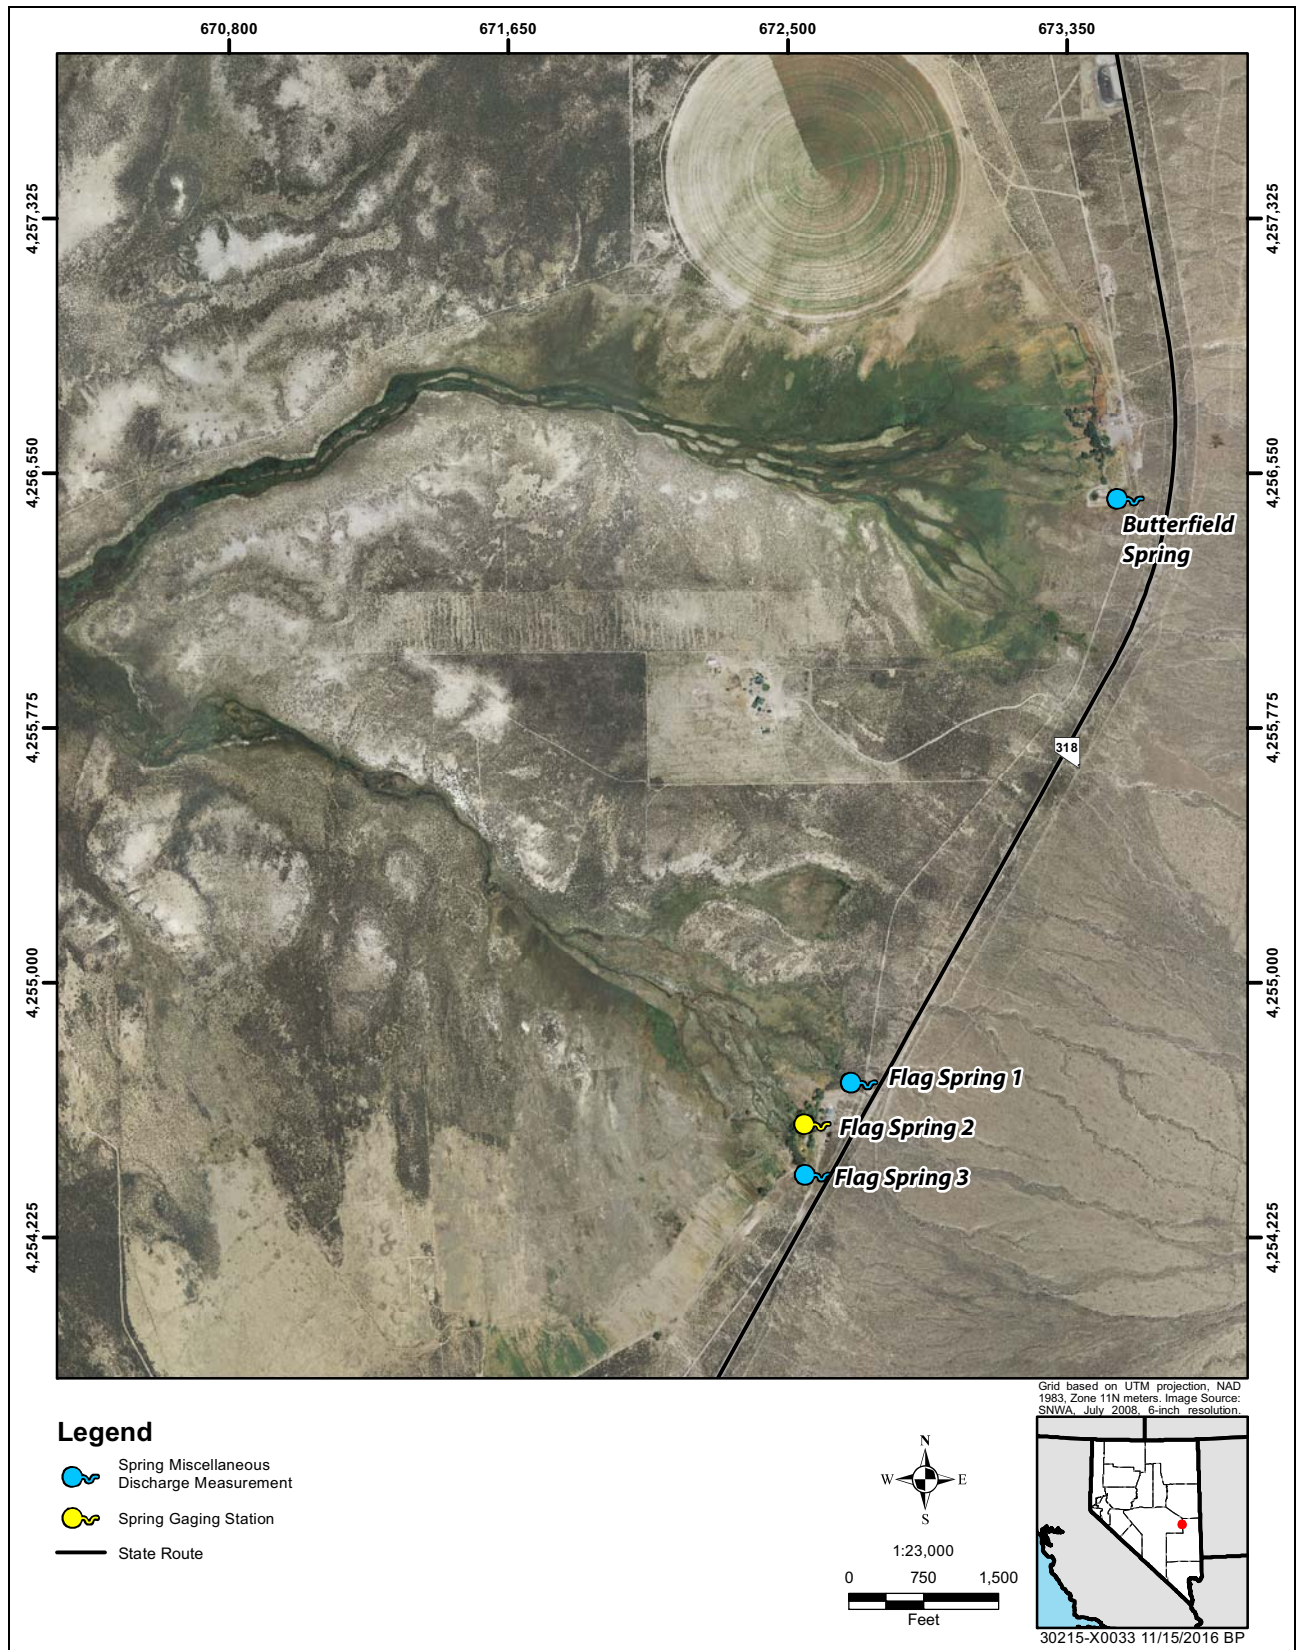 670,800
671,650
672,500
673,350
4,257,325
4,257,325
4,256,550
4,256,550
Butterfield
Spring
4,255,775
4,255,775
318
4,255,000
4,255,000
Flag Spring 1
Flag Spring 2
Flag Spring 3
4,254,225
4,254,225
Grid based on UTM projection, NAD
1983, Zone 11N meters. Image Source:
SNWA, July 2008, 6-inch resolution.
Legend
Spring Miscellaneous
Discharge Measurement
Spring Gaging Station
State Route
N
W
E
S
1:23,000
0 750 1,500
Feet
30215-X0033 11/15/2016 BP